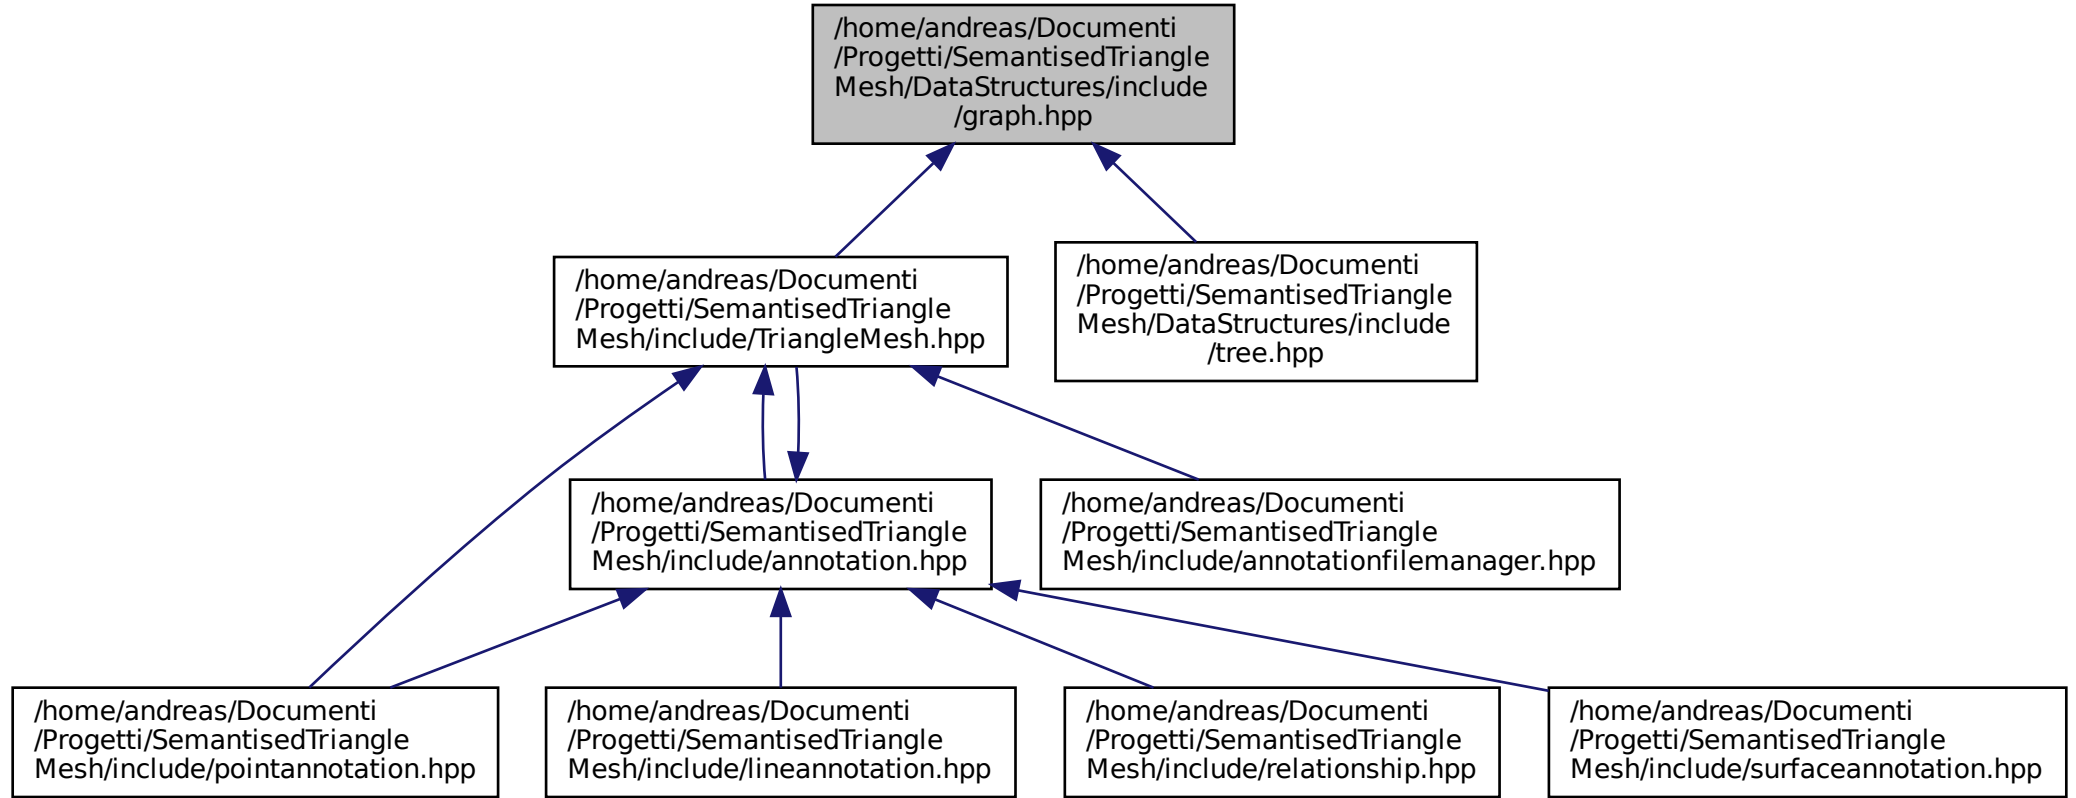 /home/andreas/Documenti
/Progetti/SemantisedTriangle
Mesh/DataStructures/include
/graph.hpp
/home/andreas/Documenti
/Progetti/SemantisedTriangle
Mesh/include/TriangleMesh.hpp
/home/andreas/Documenti
/Progetti/SemantisedTriangle
Mesh/DataStructures/include
/tree.hpp
/home/andreas/Documenti
/Progetti/SemantisedTriangle
Mesh/include/annotation.hpp
/home/andreas/Documenti
/Progetti/SemantisedTriangle
Mesh/include/annotationfilemanager.hpp
/home/andreas/Documenti
/Progetti/SemantisedTriangle
Mesh/include/pointannotation.hpp
/home/andreas/Documenti
/Progetti/SemantisedTriangle
Mesh/include/lineannotation.hpp
/home/andreas/Documenti
/Progetti/SemantisedTriangle
Mesh/include/relationship.hpp
/home/andreas/Documenti
/Progetti/SemantisedTriangle
Mesh/include/surfaceannotation.hpp